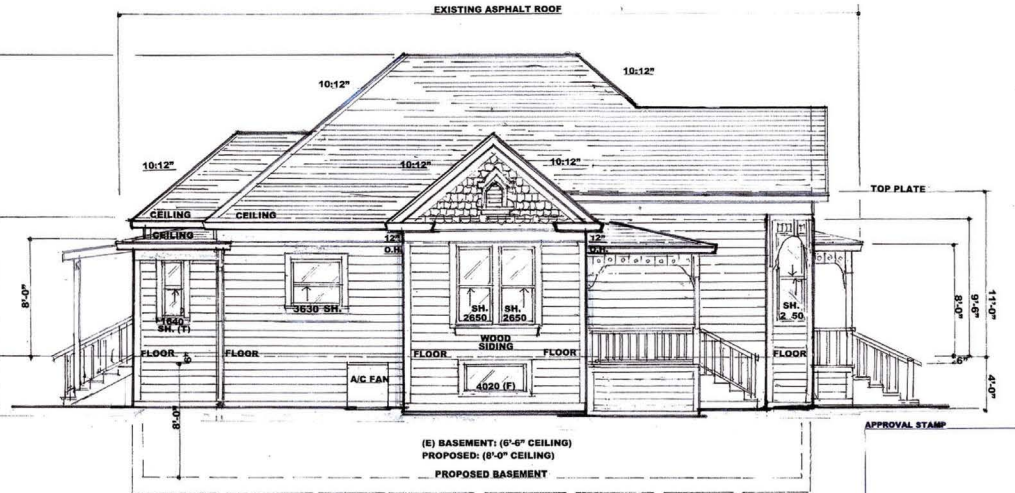 EXISTING ASPHALT ROOF
10:12"
10:12"
10:12"
10:12"
10:12"
TOP PLATE
CEILING
CEILING
CEILING
12"
O.H.
12"
O.H.
8'-0"
1640
SH. (T)
3630 SH.
SH.
2650
SH.
2650
SH.
2 50
8'-0"
9'-6"
11'-0"
WOOD
SIDING
FLOOR
FLOOR
FLOOR
FLOOR
FLOOR
6"
6"
A/C FAN
4020 (F)
4'-0"
8'-0"
APPROVAL STAMP
(E) BASEMENT: (6'-6" CEILING)
PROPOSED: (8'-0" CEILING)
PROPOSED BASEMENT